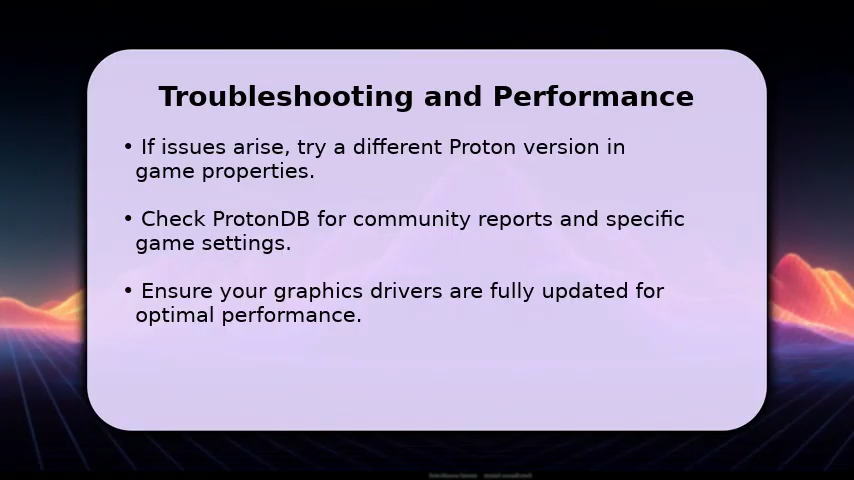 Troubleshooting and Performance
• If issues arise, try a different Proton version in
game properties.
• Check ProtonDB for community reports and specific
game settings.
• Ensure your graphics drivers are fully updated for
optimal performance.